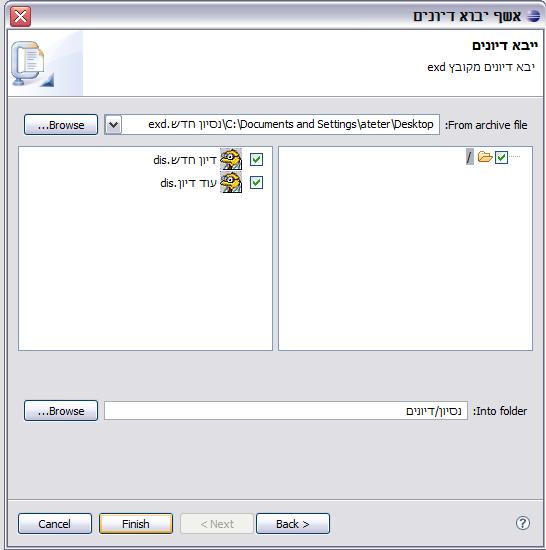 אשף יבוא דיונים
ייבא דיונים
יבא דיונים מקובץ exd
From archive file:
C:\Documents and Settings\ateter\Desktop\נסיון חדש.exd
Browse...
/
דיון חדש.dis
עוד דיון.dis
Into folder:
נסיון/דיונים
Browse...
?
Back >
< Next
Finish
Cancel